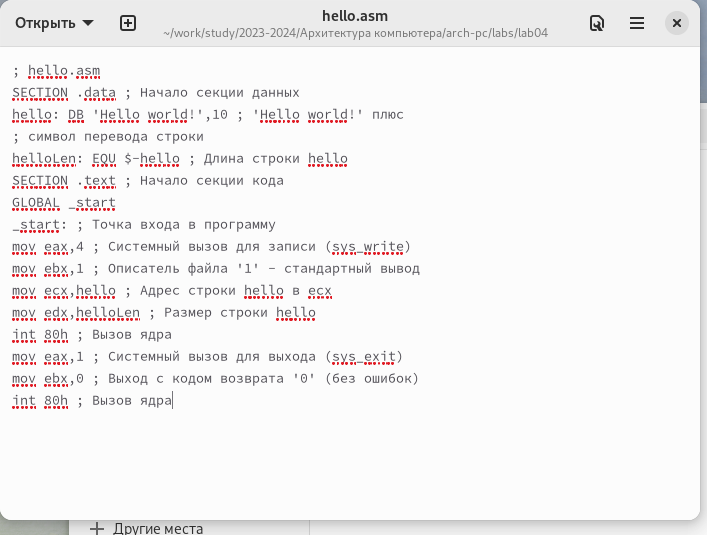 Открыть
hello.asm
~/work/study/2023-2024/Архитектура компьютера/arch-pc/labs/lab04
; hello.asm
SECTION .data ; Начало секции данных
hello: DB 'Hello world!',10 ; 'Hello world!' плюс
; символ перевода строки
helloLen: EQU $-hello ; Длина строки hello
SECTION .text ; Начало секции кода
GLOBAL _start
_start: ; Точка входа в программу
mov eax,4 ; Системный вызов для записи (sys_write)
mov ebx,1 ; Описатель файла '1' - стандартный вывод
mov ecx,hello ; Адрес строки hello в ecx
mov edx,helloLen ; Размер строки hello
int 80h ; Вызов ядра
mov eax,1 ; Системный вызов для выхода (sys_exit)
mov ebx,0 ; Выход с кодом возврата '0' (без ошибок)
int 80h ; Вызов ядра
Другие места